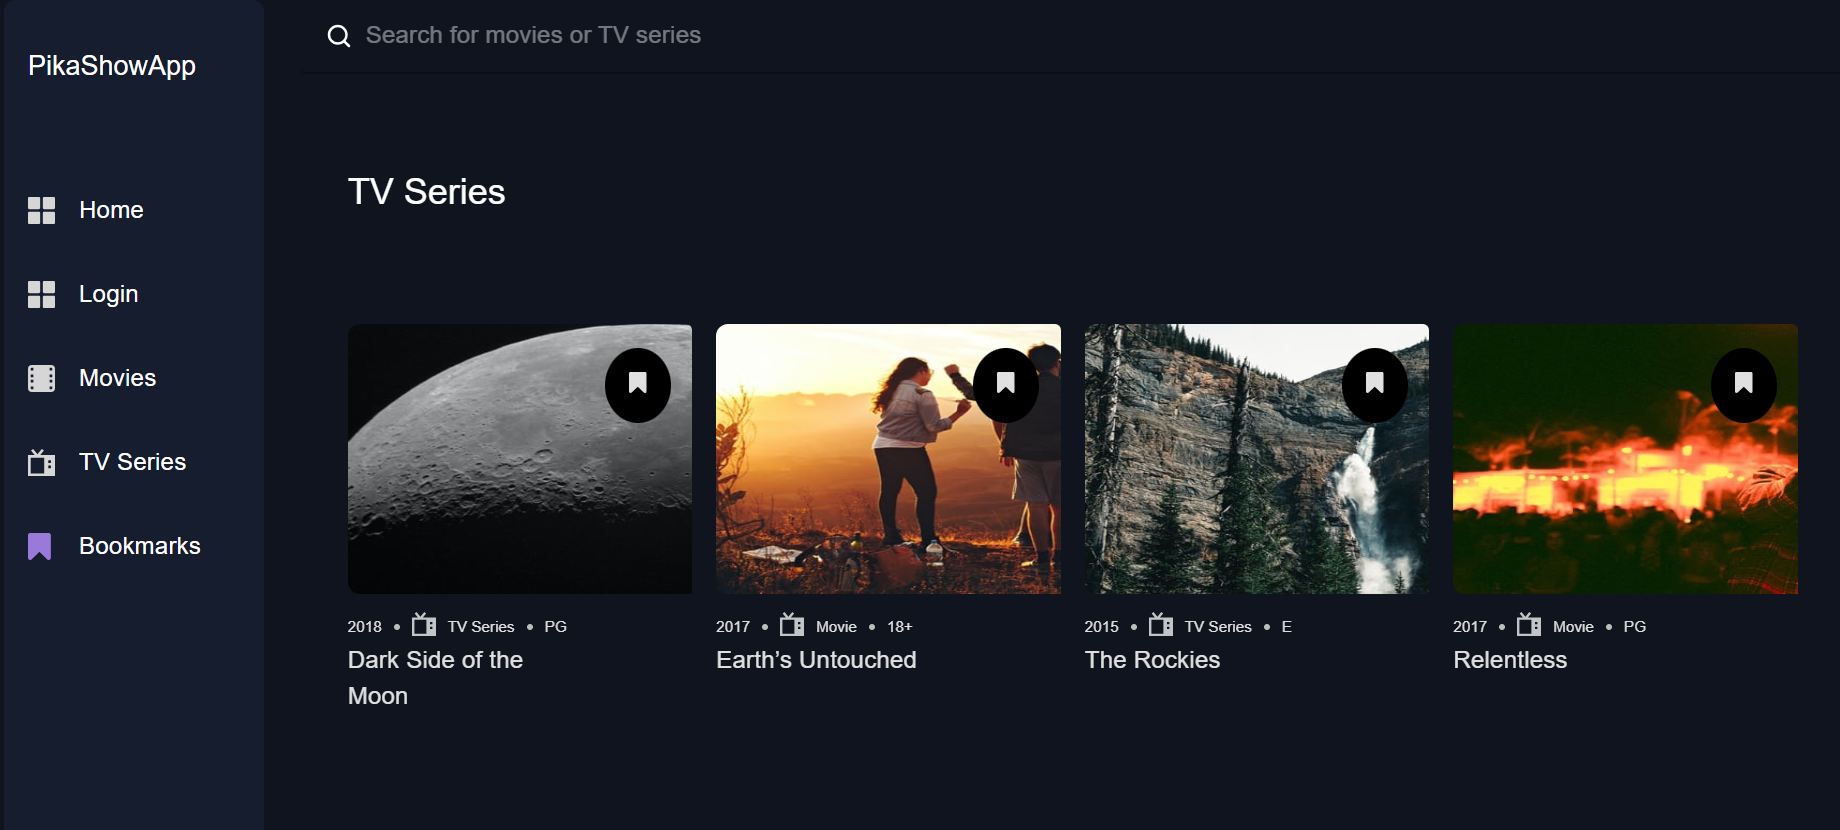 PikaShowApp
Search for movies or TV series
Home
Login
Movies
TV Series
Bookmarks
TV Series
2018 • TV Series • PG
Dark Side of the
Moon
2017 • Movie • 18+
Earth’s Untouched
2015 • TV Series • E
The Rockies
2017 • Movie • PG
Relentless